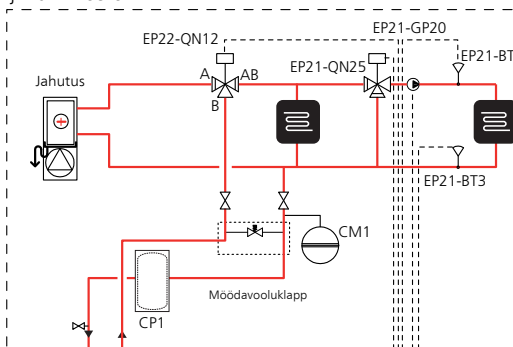 EP22-QN12
EP21-GP20
Jahutus
A
AB
EP21-QN25
EP21-BT
B
EP21-BT3
CM1
Möödavooluklapp
CP1